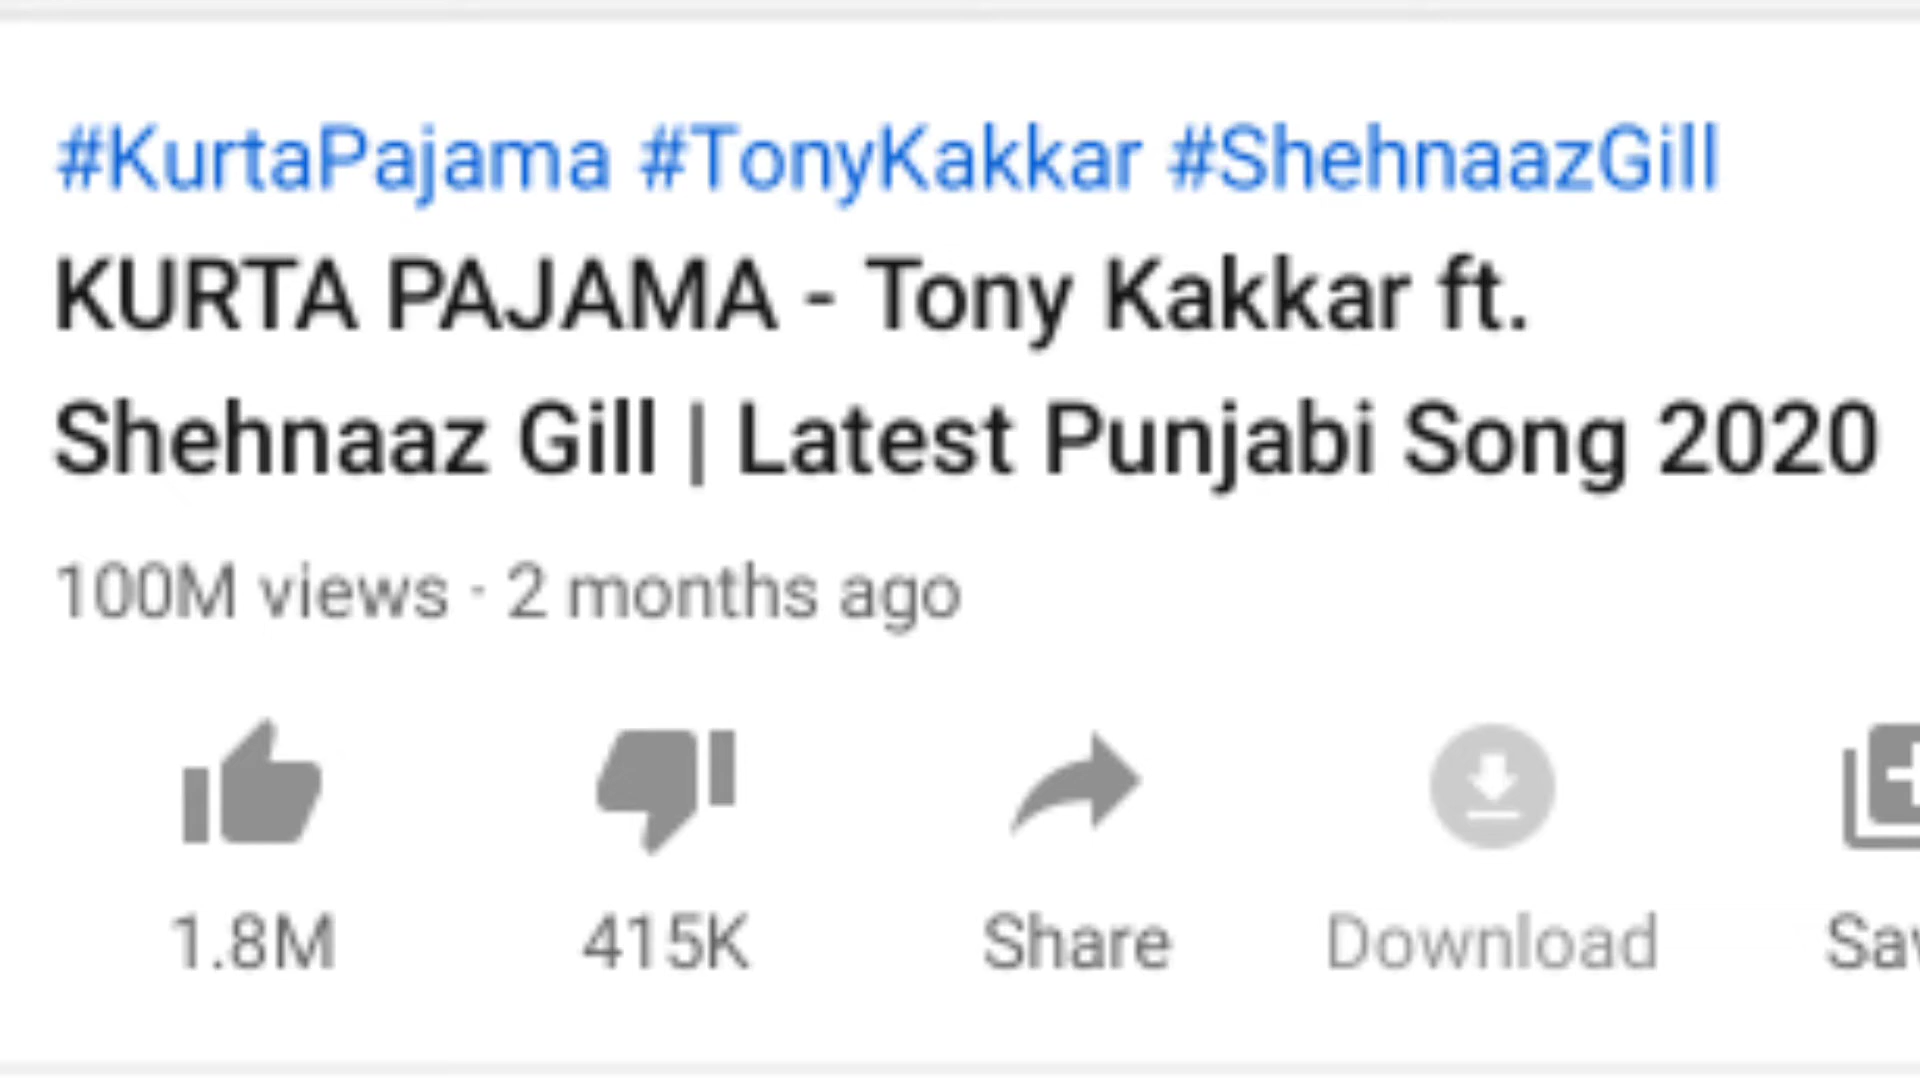 #KurtaPajama #TonyKakkar #ShehnaazGill
KURTA PAJAMA - Tony Kakkar ft.
Shehnaaz Gill | Latest Punjabi Song 2020
100M views · 2 months ago
1.8M 415K Share Download